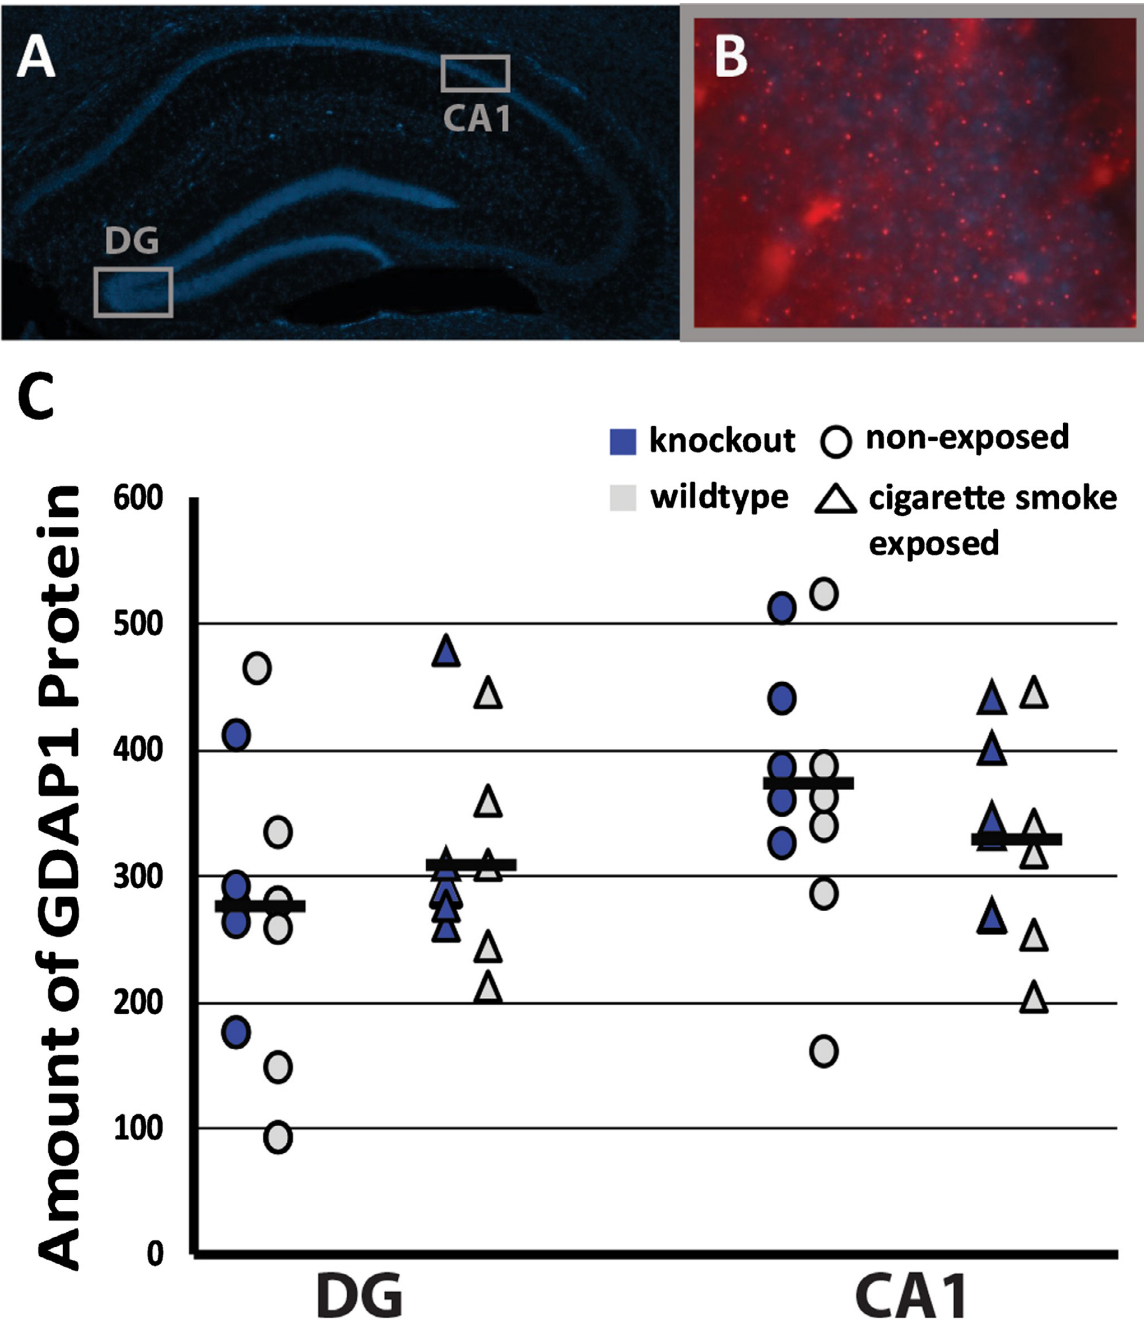 A
CA1
DG
B
C
knockout
non-exposed
wildtype
cigarette smoke
exposed
Amount of GDAP1 Protein
600
500
400
300
200
100
0
DG
CA1